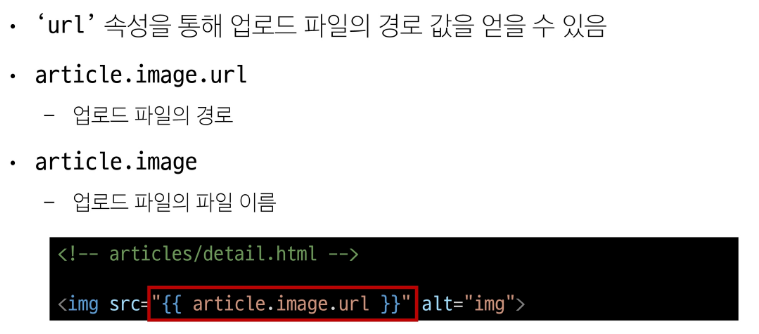 • ‘url’ 속성을 통해 업로드 파일의 경로 값을 얻을 수 있음
• article.image.url
– 업로드 파일의 경로
• article.image
– 업로드 파일의 파일 이름
<!-- articles/detail.html -->
<img src="{{ article.image.url }}" alt="img">